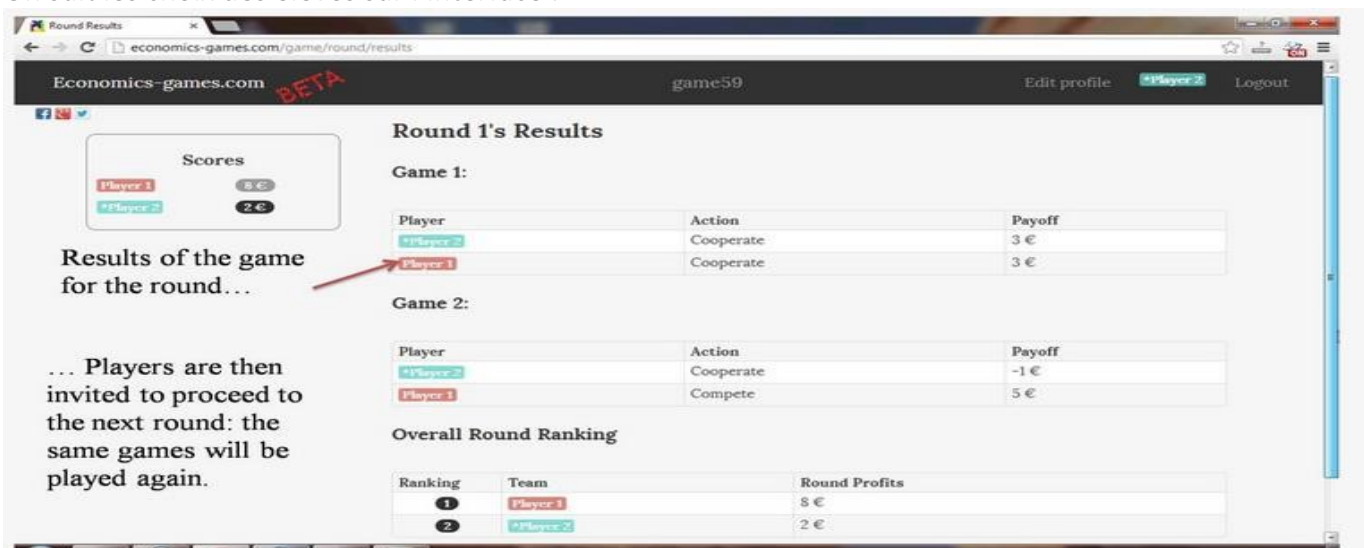 Round Results
economics-games.com/game/round/results
Economics-games.com BETA
game59
Edit profile *Player 2 Logout
Scores
Player 1 8 €
*Player 2 2 €
Results of the game
for the round...
... Players are then
invited to proceed to
the next round: the
same games will be
played again.
Round 1's Results
Game 1:
Player Action Payoff
*Player 2 Cooperate 3 €
Player 1 Cooperate 3 €
Game 2:
Player Action Payoff
*Player 2 Cooperate -1 €
Player 1 Compete 5 €
Overall Round Ranking
Ranking Team Round Profits
1 Player 1 8 €
2 *Player 2 2 €